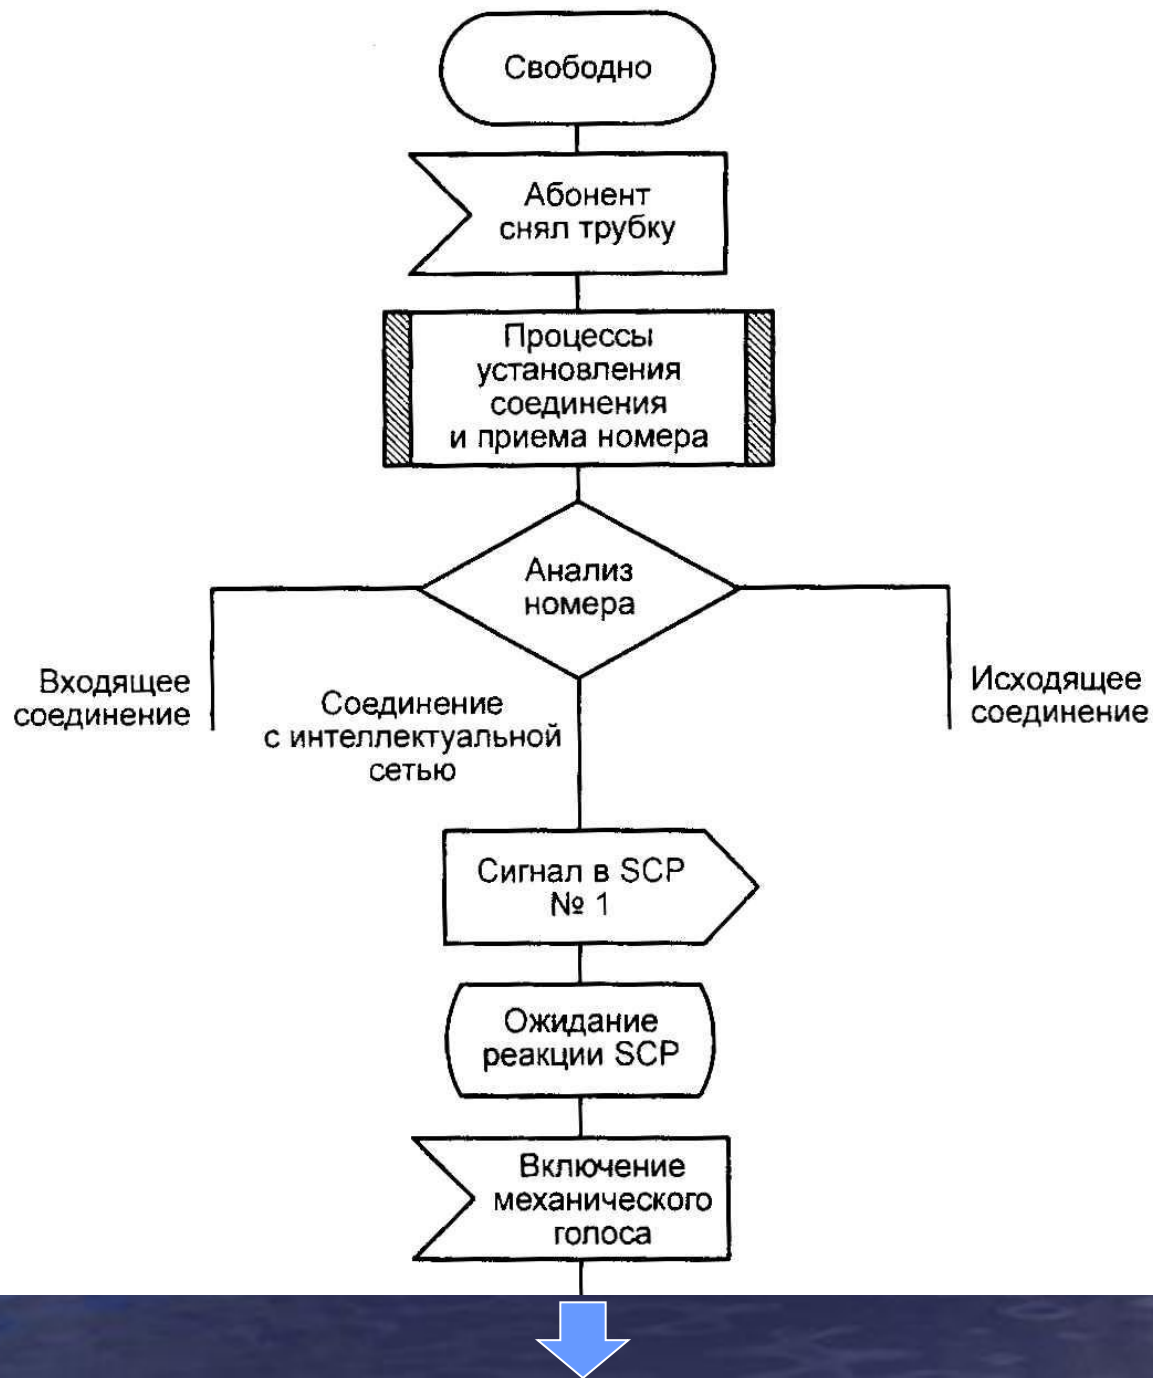 Свободно
Абонент
снял трубку
Процессы
установления
соединения
и приема номера
Анализ
номера
Входящее
соединение
Соединение
с интеллектуальной
сетью
Исходящее
соединение
Сигнал в SCP
№ 1
Ожидание
реакции SCP
Включение
механического
голоса